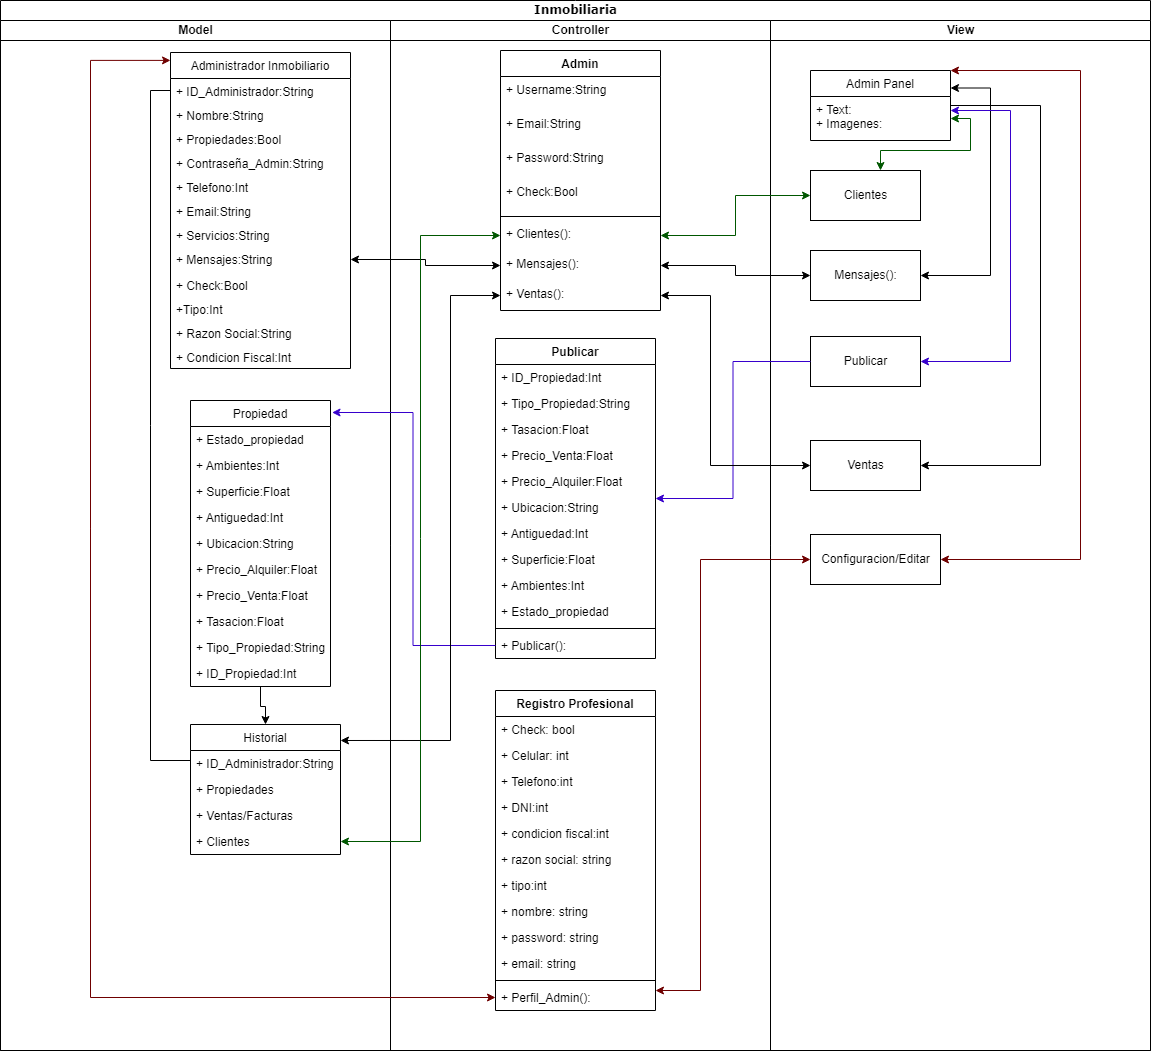 Inmobiliaria
Model
Controller
View
Administrador Inmobiliario
+ ID_Administrador:String
+ Nombre:String
+ Propiedades:Bool
+ Contraseña_Admin:String
+ Telefono:Int
+ Email:String
+ Servicios:String
+ Mensajes:String
+ Check:Bool
+Tipo:Int
+ Razon Social:String
+ Condicion Fiscal:Int
Propiedad
+ Estado_propiedad
+ Ambientes:Int
+ Superficie:Float
+ Antiguedad:Int
+ Ubicacion:String
+ Precio_Alquiler:Float
+ Precio_Venta:Float
+ Tasacion:Float
+ Tipo_Propiedad:String
+ ID_Propiedad:Int
Historial
+ ID_Administrador:String
+ Propiedades
+ Ventas/Facturas
+ Clientes
Admin
+ Username:String
+ Email:String
+ Password:String
+ Check:Bool
+ Clientes():
+ Mensajes():
+ Ventas():
Publicar
+ ID_Propiedad:Int
+ Tipo_Propiedad:String
+ Tasacion:Float
+ Precio_Venta:Float
+ Precio_Alquiler:Float
+ Ubicacion:String
+ Antiguedad:Int
+ Superficie:Float
+ Ambientes:Int
+ Estado_propiedad
+ Publicar():
Registro Profesional
+ Check: bool
+ Celular: int
+ Telefono:int
+ DNI:int
+ condicion fiscal:int
+ razon social: string
+ tipo:int
+ nombre: string
+ password: string
+ email: string
+ Perfil_Admin():
Admin Panel
+ Text:
+ Imagenes:
Clientes
Mensajes():
Publicar
Ventas
Configuracion/Editar